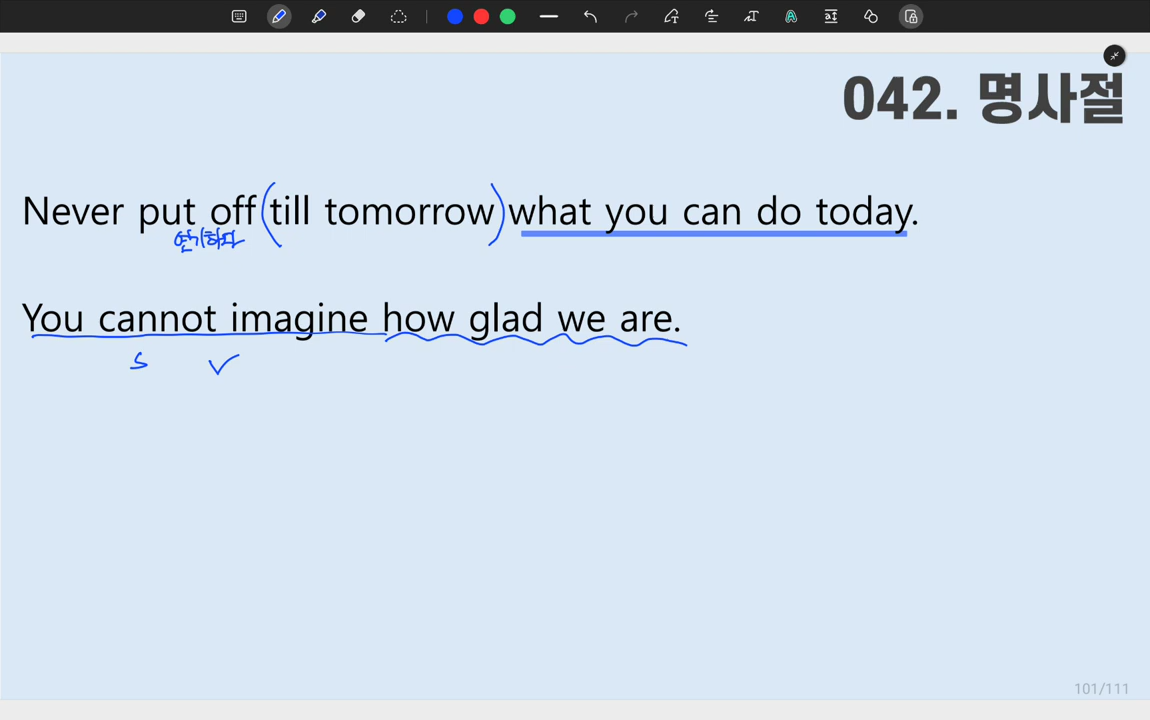 042. 명사절
Never put off (till tomorrow) what you can do today.
연기하다
You cannot imagine how glad we are.
S V
101/111